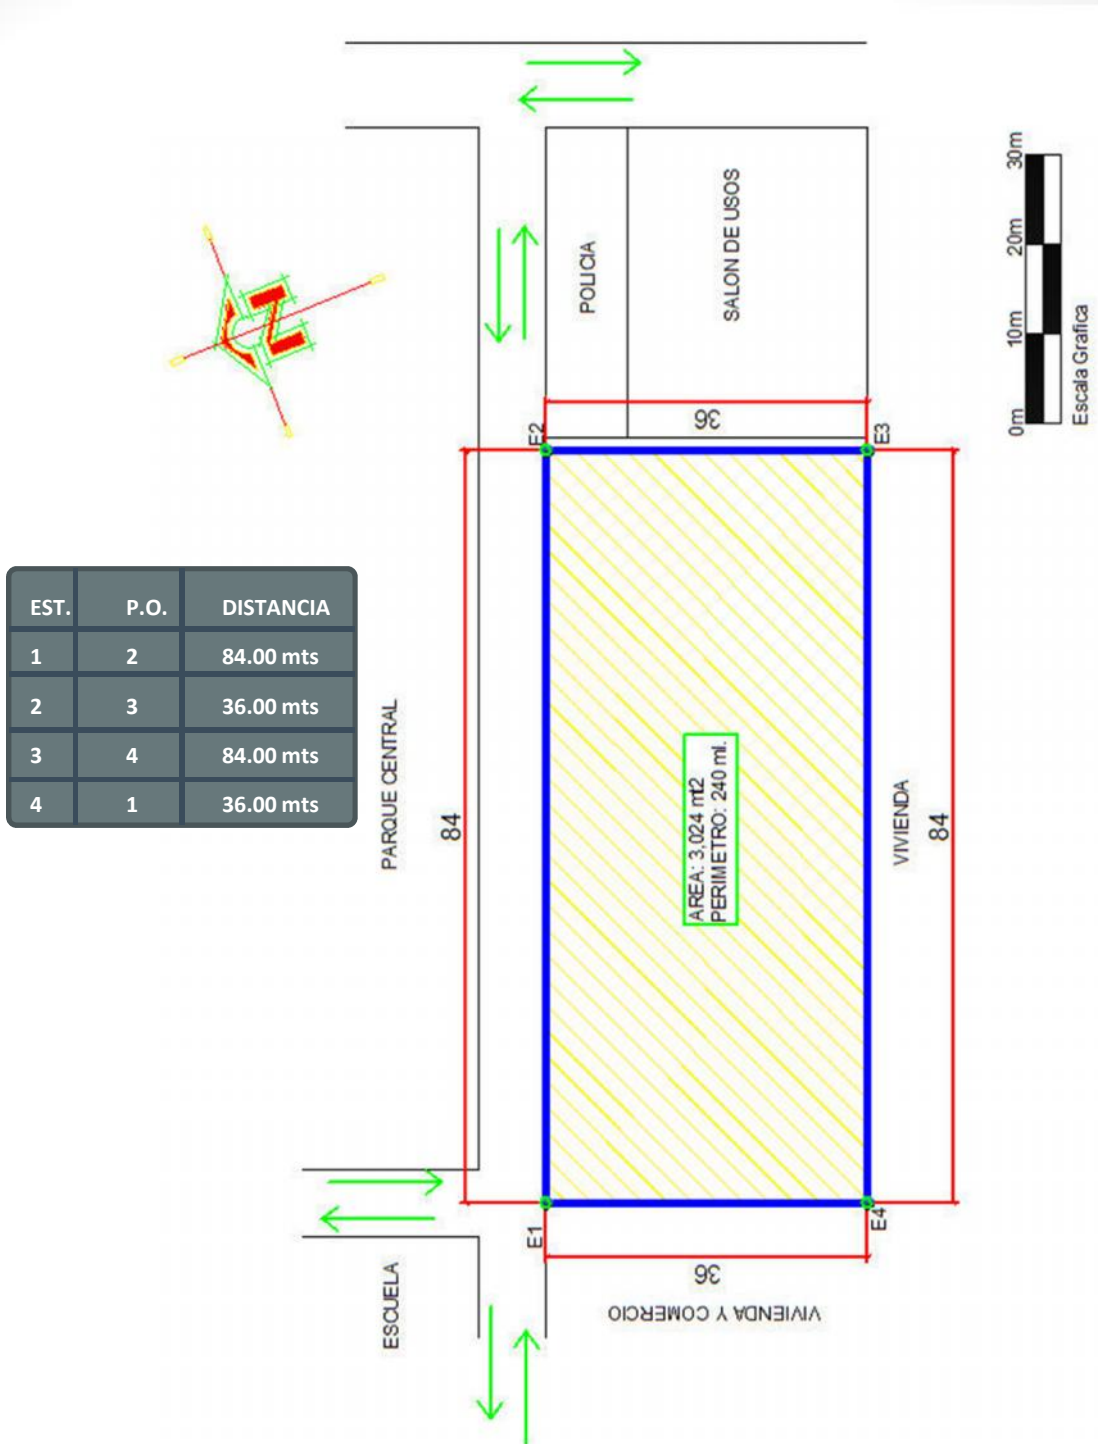 POLICIA
SALON DE USOS
30m
20m
10m
0m
Escala Grafica
N
36
E2
E3
EST. P.O. DISTANCIA
1 2 84.00 mts
2 3 36.00 mts
3 4 84.00 mts
4 1 36.00 mts
PARQUE CENTRAL
84
AREA: 3,024 mt2
PERIMETRO: 240 ml.
VIVIENDA
84
E1
E4
36
ESCUELA
VIVIENDA Y COMERCIO